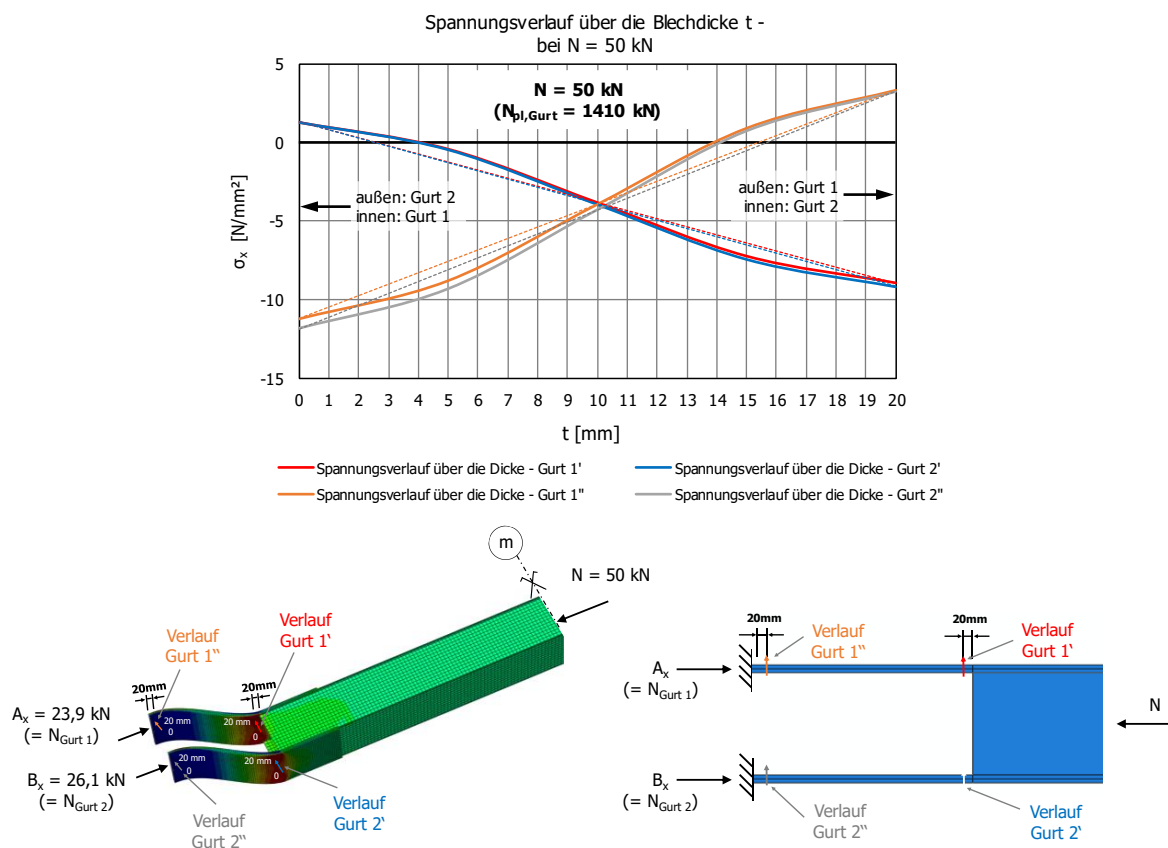 Spannungsverlauf über die Blechdicke t -
bei N = 50 kN
N = 50 kN
(Npl,Gurt = 1410 kN)
5
0
-5
-10
-15
σx [N/mm²]
außen: Gurt 2
innen: Gurt 1
außen: Gurt 1
innen: Gurt 2
0 1 2 3 4 5 6 7 8 9 10 11 12 13 14 15 16 17 18 19 20
t [mm]
Spannungsverlauf über die Dicke - Gurt 1'
Spannungsverlauf über die Dicke - Gurt 2'
Spannungsverlauf über die Dicke - Gurt 1"
Spannungsverlauf über die Dicke - Gurt 2"
m
N = 50 kN
Verlauf
Gurt 1‘
Verlauf
Gurt 1‘‘
20mm
20mm
Ax = 23,9 kN
(= NGurt 1)
20 mm
0
20 mm
0
Bx = 26,1 kN
(= NGurt 2)
20 mm
0
20 mm
0
Verlauf
Gurt 2‘
Verlauf
Gurt 2‘‘
20mm
Verlauf
Gurt 1‘‘
20mm
Verlauf
Gurt 1‘
Ax
(= NGurt 1)
N
Bx
(= NGurt 2)
Verlauf
Gurt 2‘‘
Verlauf
Gurt 2‘